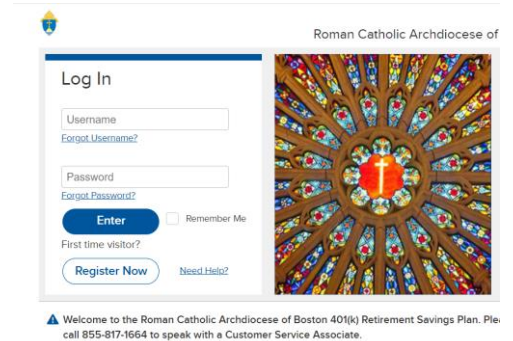 Roman Catholic Archdiocese of
Log In
Username
Forgot Username?
Password
Forgot Password?
Enter
Remember Me
First time visitor?
Register Now
Need Help?
Welcome to the Roman Catholic Archdiocese of Boston 401(k) Retirement Savings Plan. Plea
call 855-817-1664 to speak with a Customer Service Associate.